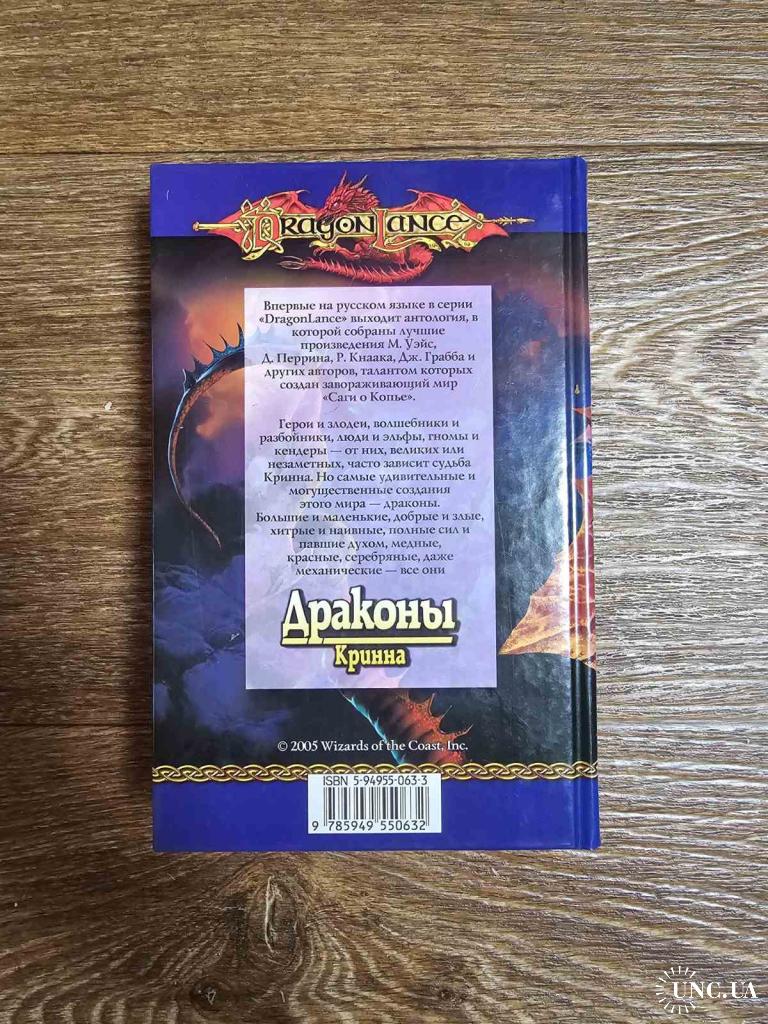 DRAGONLANCE
Впервые на русском языке в серии
«DragonLance» выходит антология, в
которой собраны лучшие
произведения М. Уэйс,
Д. Перрина, Р. Кнаака, Дж. Грабба и
других авторов, талантом которых
создан завораживающий мир
«Саги о Копье».
Герои и злодеи, волшебники и
разбойники, люди и эльфы, гномы и
кендеры — от них, великих или
незаметных, часто зависит судьба
Кринна. Но самые удивительные и
могущественные создания
этого мира — драконы.
Большие и маленькие, добрые и злые,
хитрые и наивные, полные сил и
павшие духом, медные,
красные, серебряные, даже
механические — все они
Драконы
Кринна
© 2005 Wizards of the Coast, Inc.
ISBN 5-94955-063-3
9 785949 550632
UNC.UA